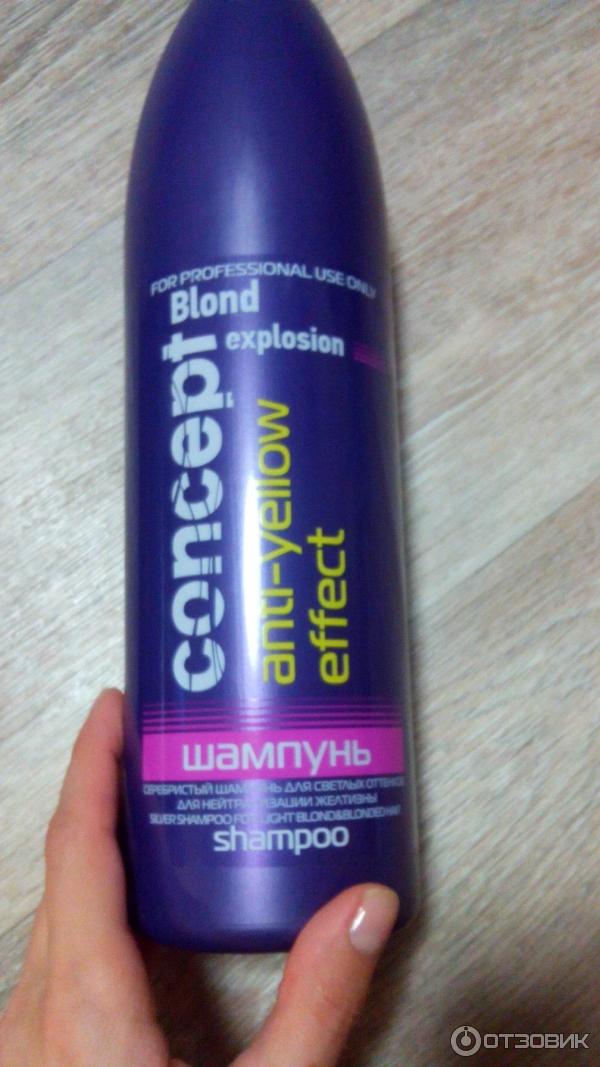 FOR PROFESSIONAL USE ONLY
Blond
explosion
concept
anti-yellow
effect
шампунь
СЕРЕБРИСТЫЙ ШАМПУНЬ ДЛЯ СВЕТЛЫХ ОТТЕНКОВ
ДЛЯ НЕЙТРАЛИЗАЦИИ ЖЕЛТИЗНЫ
SILVER SHAMPOO FOR LIGHT BLOND&BLONDED HAIR
shampoo
ОТЗОВИК